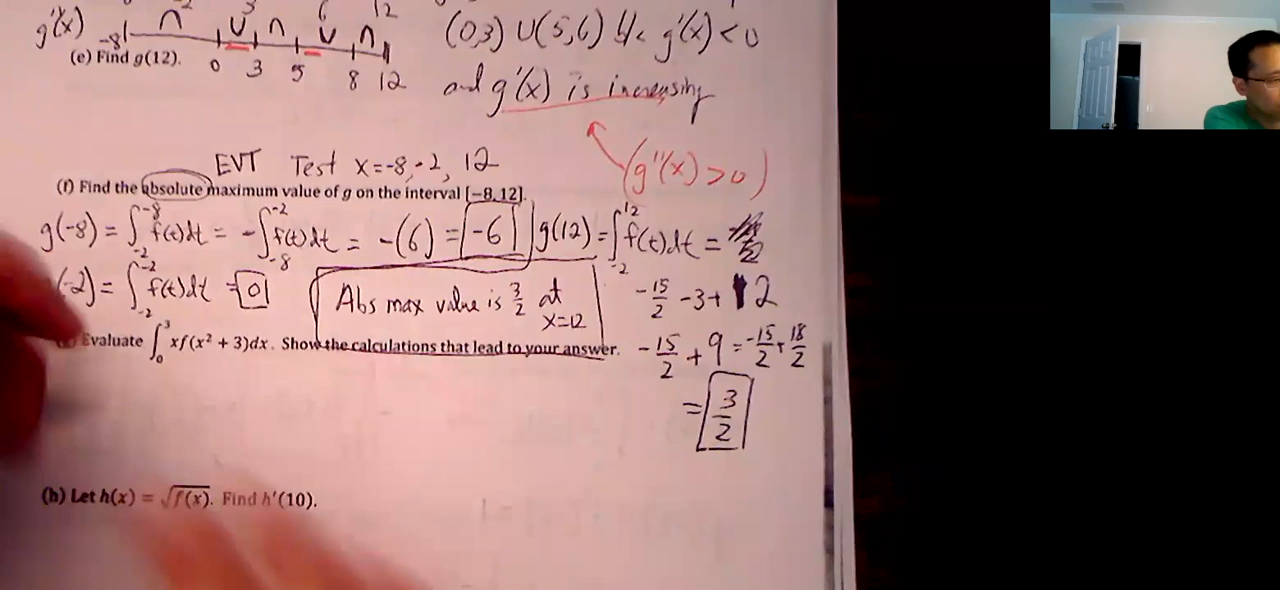 g'(x) -8 ∩ ∪ ∩ ∪ ∩ (0,3) ∪ (5,6) b/c g'(x) < 0
(e) Find g(12). 0 3 5 8 12
and g'(x) is increasing
EVT Test x=-8,-2, 12
(g''(x) > 0)
(f) Find the absolute maximum value of g on the interval [−8, 12].
g(-8) = ∫_{-2}^{-8} f(t)dt = -∫_{-8}^{-2} f(t)dt = -(6) = -6 g(12) = ∫_{-2}^{12} f(t)dt =
(-2) = ∫_{-2}^{-2} f(t)dt = 0
Abs max value is 3/2 at
x=12
-15/2 -3 + 12
Evaluate ∫_0^3 xf(x² + 3)dx. Show the calculations that lead to your answer.
-15/2 + 9 = -15/2 + 18/2
= 3/2
(h) Let h(x) = √f(x). Find h'(10).